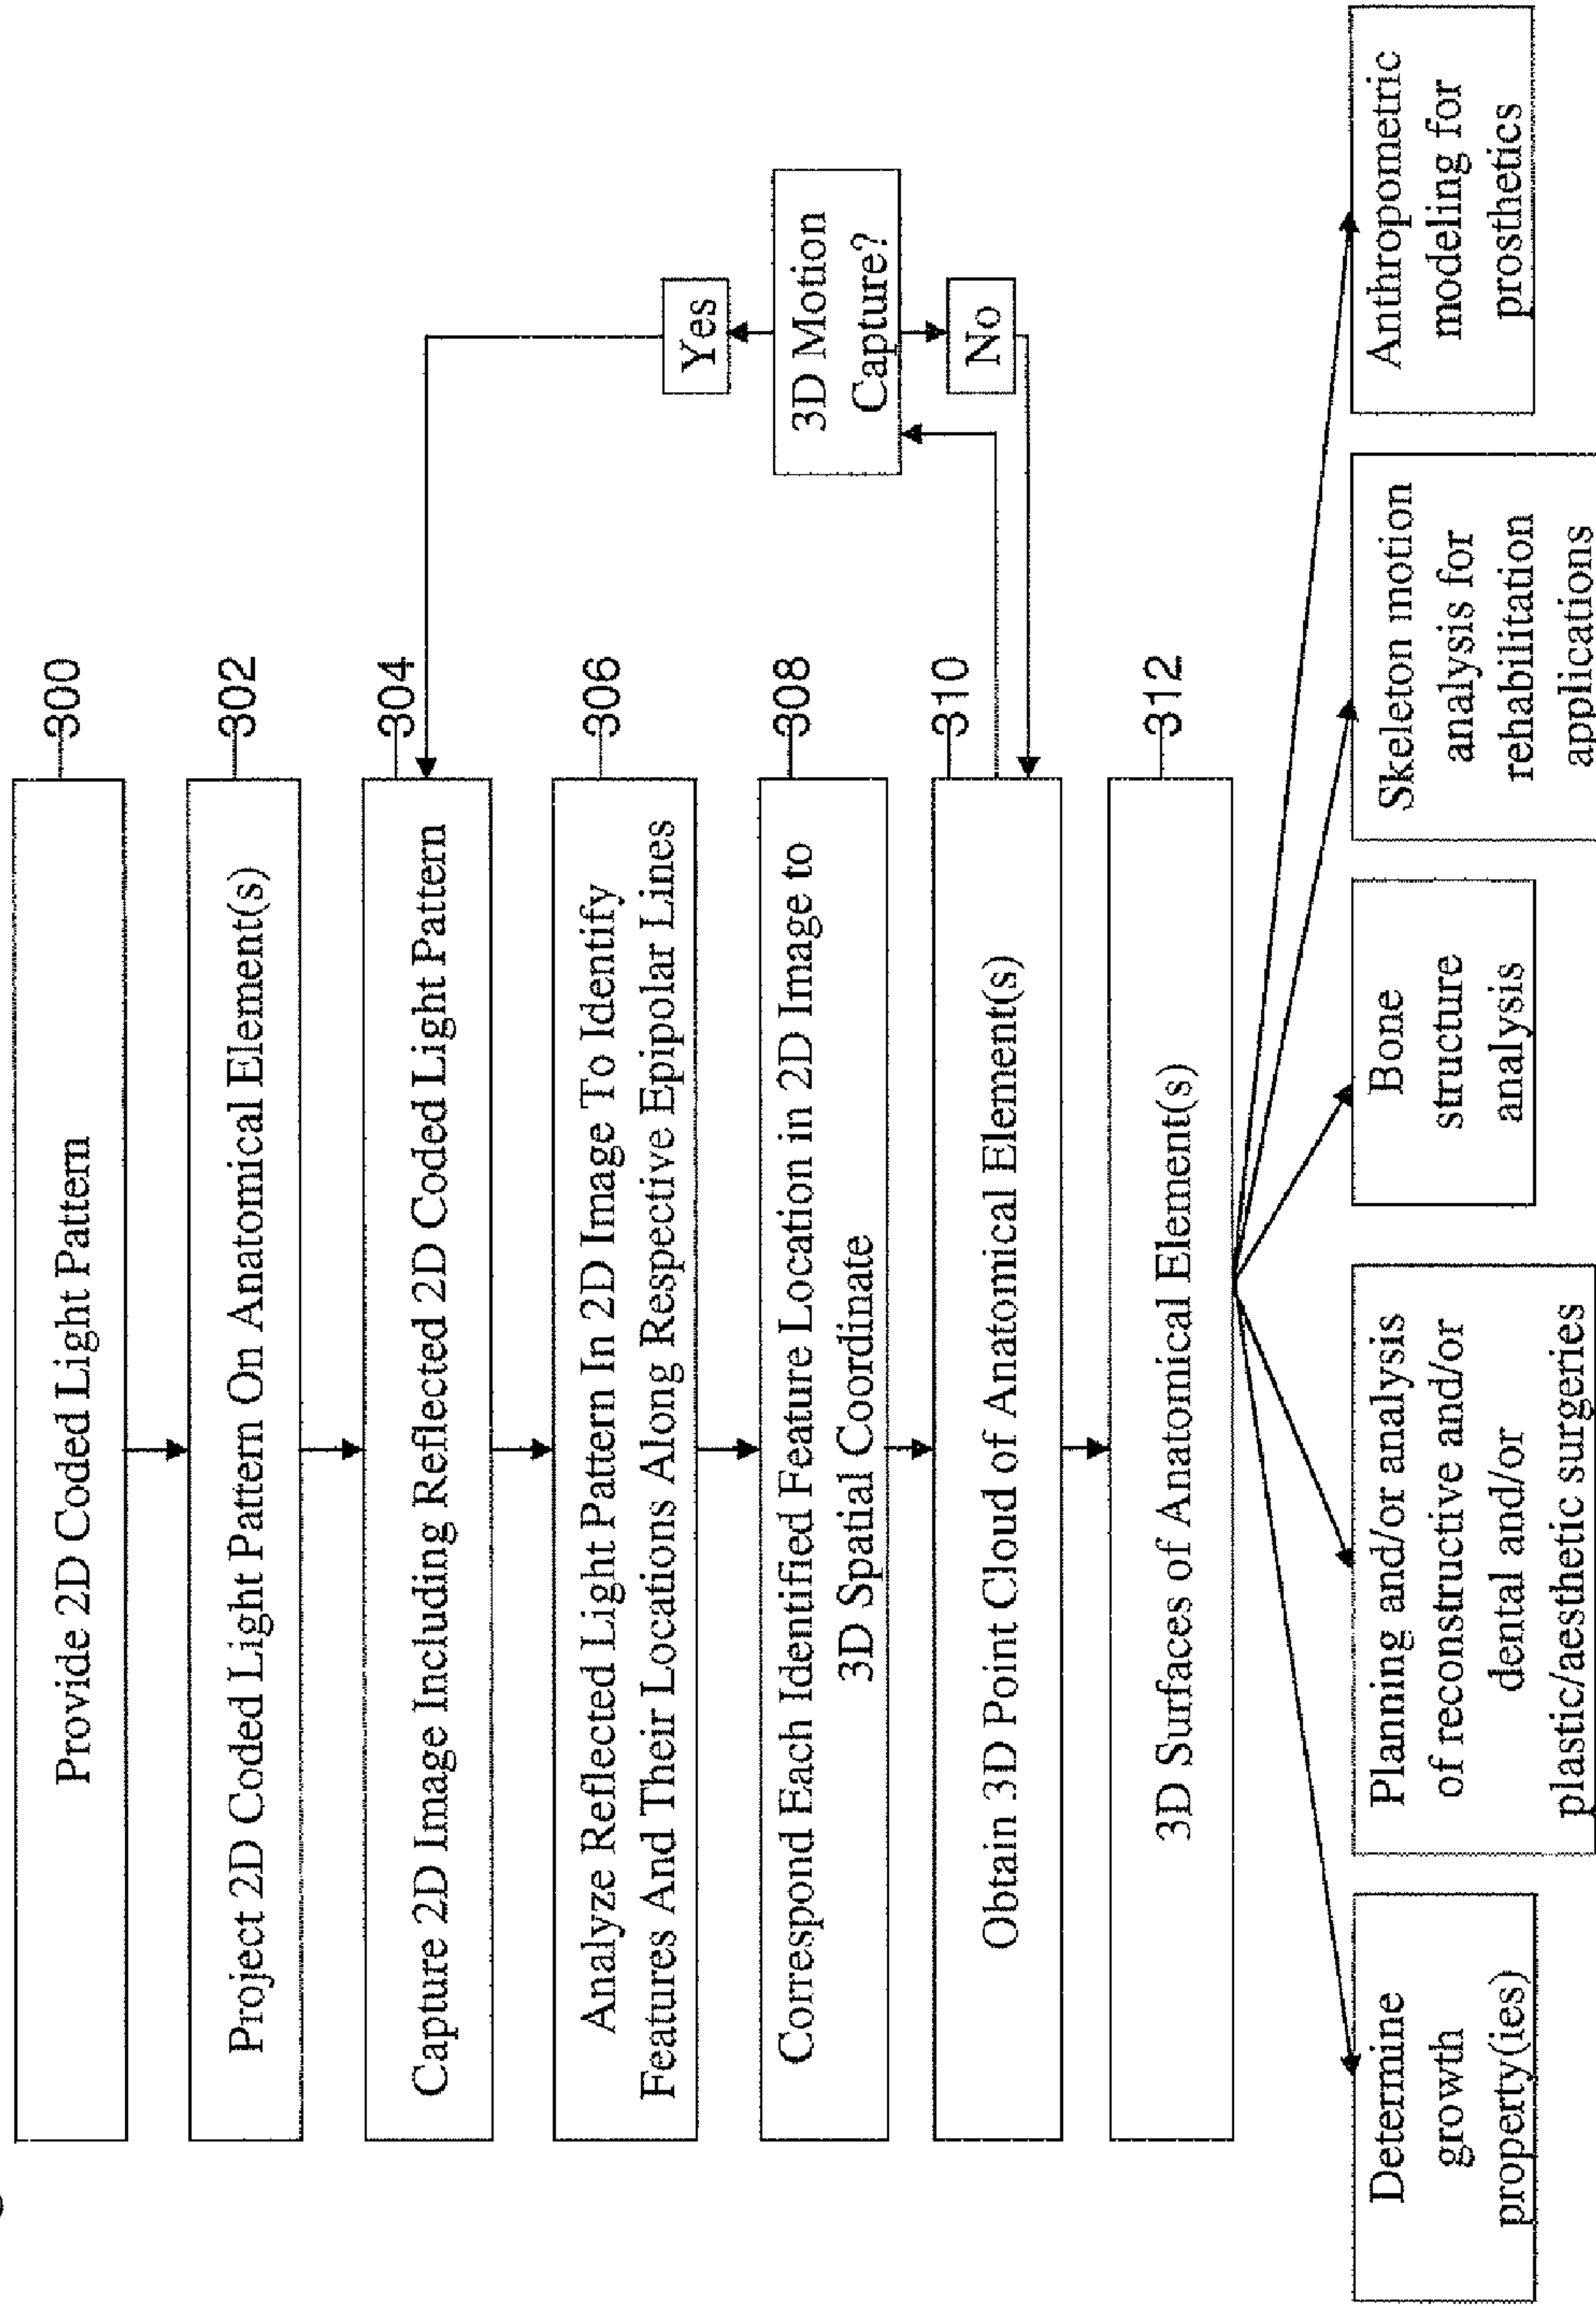 Provide 2D Coded Light Pattern
300
Project 2D Coded Light Pattern On Anatomical Element(s)
302
Capture 2D Image Including Reflected 2D Coded Light Pattern
304
Analyze Reflected Light Pattern In 2D Image To Identify
Features And Their Locations Along Respective Epipolar Lines
306
Correspond Each Identified Feature Location in 2D Image to
3D Spatial Coordinate
308
Obtain 3D Point Cloud of Anatomical Element(s)
310
3D Surfaces of Anatomical Element(s)
312
Yes
3D Motion
Capture?
No
Determine
growth
property(ies)
Planning and/or analysis
of reconstructive and/or
dental and/or
plastic/aesthetic surgeries
Bone
structure
analysis
Skeleton motion
analysis for
rehabilitation
applications
Anthropometric
modeling for
prosthetics